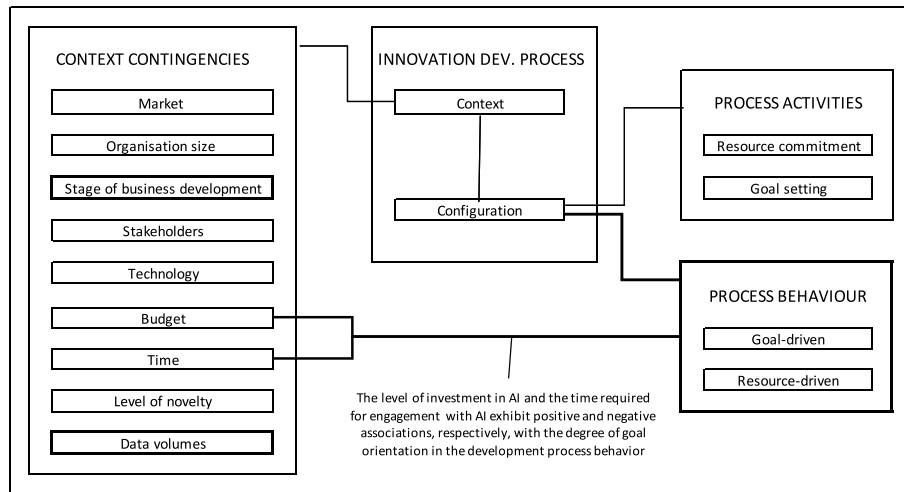 CONTEXT CONTINGENCIES
Market
Organisation size
Stage of business development
Stakeholders
Technology
Budget
Time
Level of novelty
Data volumes
INNOVATION DEV. PROCESS
Context
Configuration
PROCESS ACTIVITIES
Resource commitment
Goal setting
PROCESS BEHAVIOUR
Goal-driven
Resource-driven
The level of investment in AI and the time required
for engagement with AI exhibit positive and negative
associations, respectively, with the degree of goal
orientation in the development process behavior